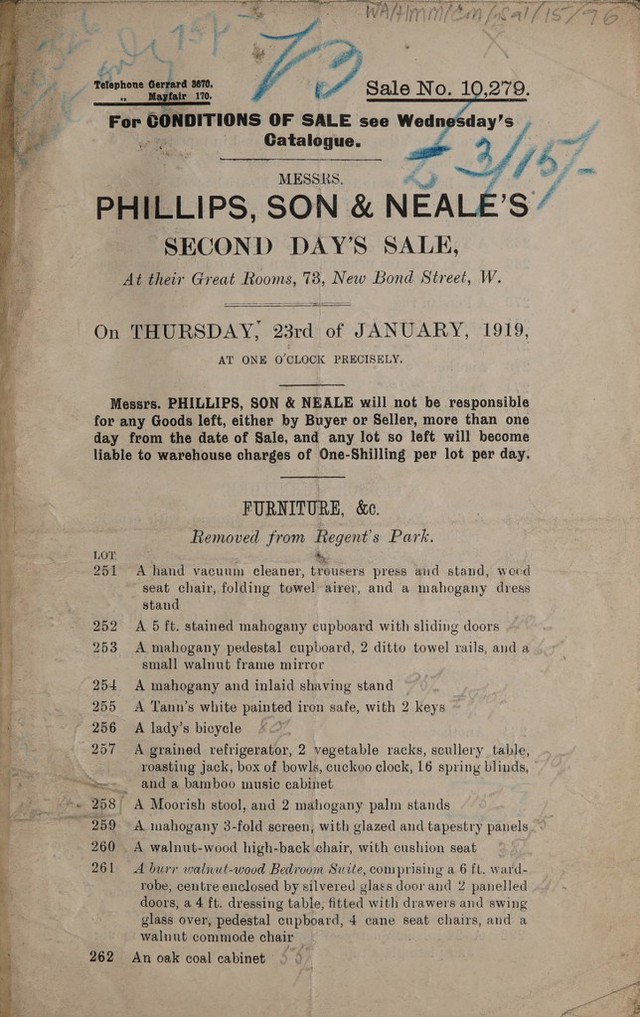 WA/HMM/CM/Sal/15/96
75/-
Telephone Gerrard 3670.
„ Mayfair 170.
Sale No. 10,279.
For CONDITIONS OF SALE see Wednesday's
Catalogue.
£3/15/-
MESSRS.
PHILLIPS, SON & NEALE'S
SECOND DAY'S SALE,
At their Great Rooms, 73, New Bond Street, W.
On THURSDAY, 23rd of JANUARY, 1919,
AT ONE O'CLOCK PRECISELY.
Messrs. PHILLIPS, SON & NEALE will not be responsible
for any Goods left, either by Buyer or Seller, more than one
day from the date of Sale, and any lot so left will become
liable to warehouse charges of One-Shilling per lot per day.
FURNITURE, &c.
Removed from Regent's Park.
LOT
251 A hand vacuum cleaner, trousers press and stand, wood
seat chair, folding towel airer, and a mahogany dress
stand
252 A 5 ft. stained mahogany cupboard with sliding doors
253 A mahogany pedestal cupboard, 2 ditto towel rails, and a
small walnut frame mirror
254 A mahogany and inlaid shaving stand
255 A Tann's white painted iron safe, with 2 keys
256 A lady's bicycle
257 A grained refrigerator, 2 vegetable racks, scullery table,
roasting jack, box of bowls, cuckoo clock, 16 spring blinds,
and a bamboo music cabinet
258 A Moorish stool, and 2 mahogany palm stands
259 A mahogany 3-fold screen, with glazed and tapestry panels
260 A walnut-wood high-back chair, with cushion seat
261 A burr walnut-wood Bedroom Suite, comprising a 6 ft. ward-
robe, centre enclosed by silvered glass door and 2 panelled
doors, a 4 ft. dressing table, fitted with drawers and swing
glass over, pedestal cupboard, 4 cane seat chairs, and a
walnut commode chair
262 An oak coal cabinet